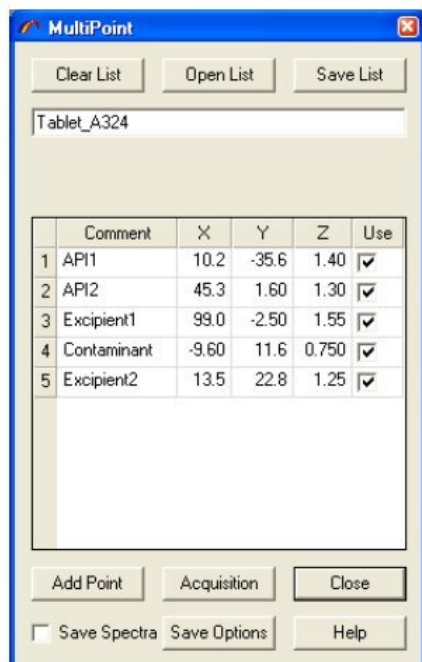 MultiPoint
Clear List Open List Save List
Tablet_A324
Comment X Y Z Use
1 API1 10.2 -35.6 1.40
2 API2 45.3 1.60 1.30
3 Excipient1 99.0 -2.50 1.55
4 Contaminant -9.60 11.6 0.750
5 Excipient2 13.5 22.8 1.25
Add Point Acquisition Close
Save Spectra Save Options Help